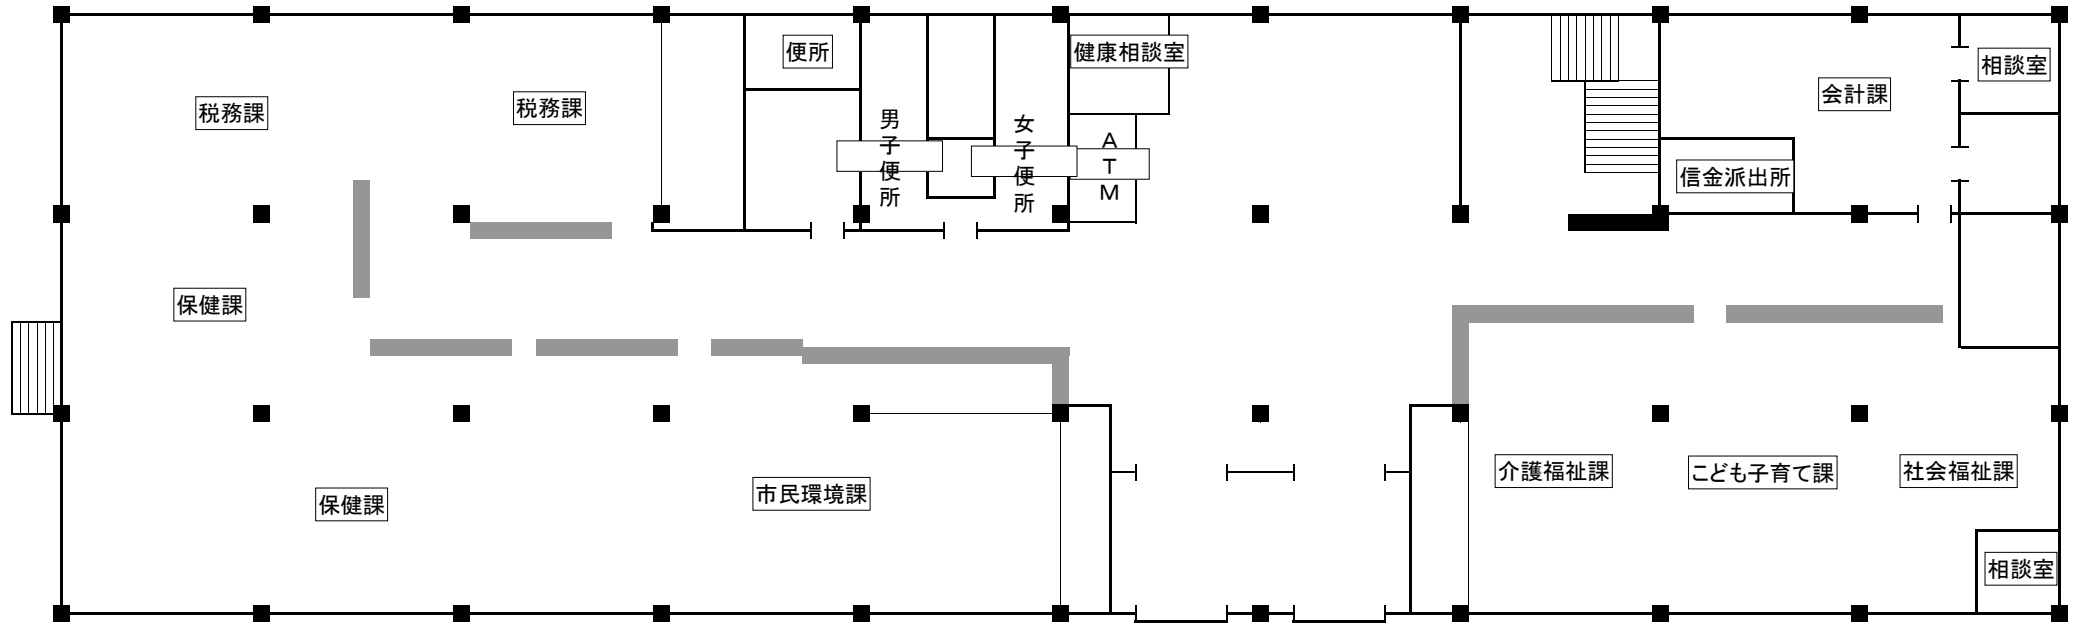 便所
健康相談室
相談室
税務課
税務課
会計課
男子便所
女子便所
ATM
信金派出所
保健課
介護福祉課
こども子育て課
社会福祉課
保健課
市民環境課
相談室